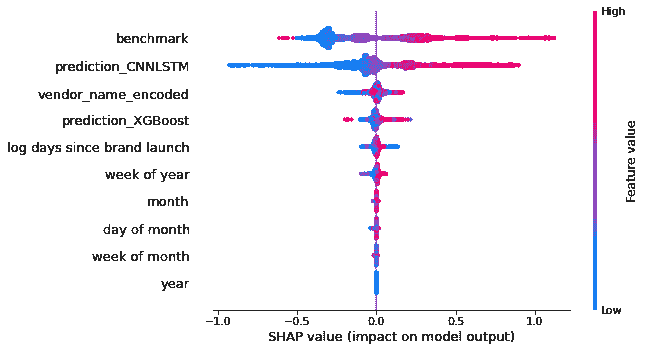 High
benchmark
prediction_CNNLSTM
vendor_name_encoded
prediction_XGBoost
log days since brand launch
week of year
month
day of month
week of month
year
Feature value
Low
−1.0 −0.5 0.0 0.5 1.0
SHAP value (impact on model output)